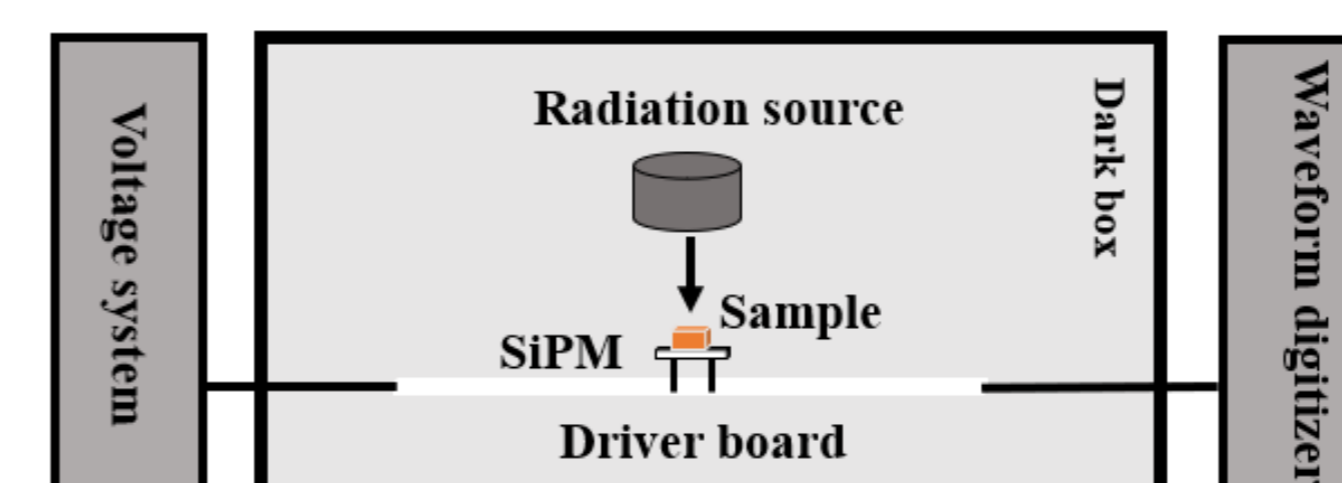 Voltage system
Radiation source
Dark box
Sample
SiPM
Driver board
Waveform digitizer